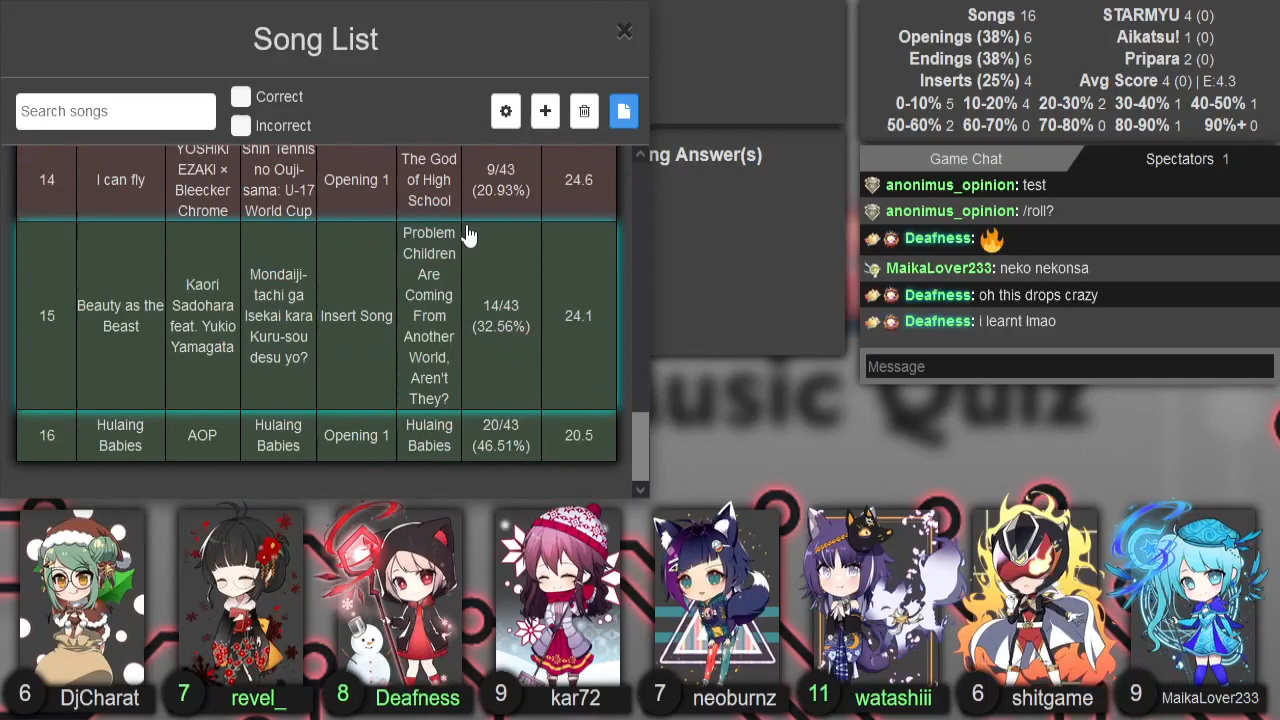 Song List
Search songs
Correct
Incorrect
14
I can fly
YOSHIKI
EZAKI ×
Bleecker
Chrome
Shin Tennis
no Ouji-
sama: U-17
World Cup
Opening 1
The God
of High
School
9/43
(20.93%)
24.6
15
Beauty as the
Beast
Kaori
Sadohara
feat. Yukio
Yamagata
Mondaiji-
tachi ga
Isekai kara
Kuru-sou
desu yo?
Insert Song
Problem
Children
Are
Coming
From
Another
World,
Aren't
They?
14/43
(32.56%)
24.1
16
Hulaing
Babies
AOP
Hulaing
Babies
Opening 1
Hulaing
Babies
20/43
(46.51%)
20.5
ng Answer(s)
usic Quiz
Songs 16
Openings (38%) 6
Endings (38%) 6
Inserts (25%) 4
STARMYU 4 (0)
Aikatsu! 1 (0)
Pripara 2 (0)
Avg Score 4 (0) | E:4.3
0-10% 5 10-20% 4 20-30% 2 30-40% 1 40-50% 1
50-60% 2 60-70% 0 70-80% 0 80-90% 1 90%+ 0
Game Chat
Spectators 1
anonimus_opinion: test
anonimus_opinion: /roll?
Deafness:
MaikaLover233: neko nekonsa
Deafness: oh this drops crazy
Deafness: i learnt lmao
Message
6 DjCharat
7 revel_
8 Deafness
9 kar72
7 neoburnz
11 watashiii
6 shitgame
9 MaikaLover233